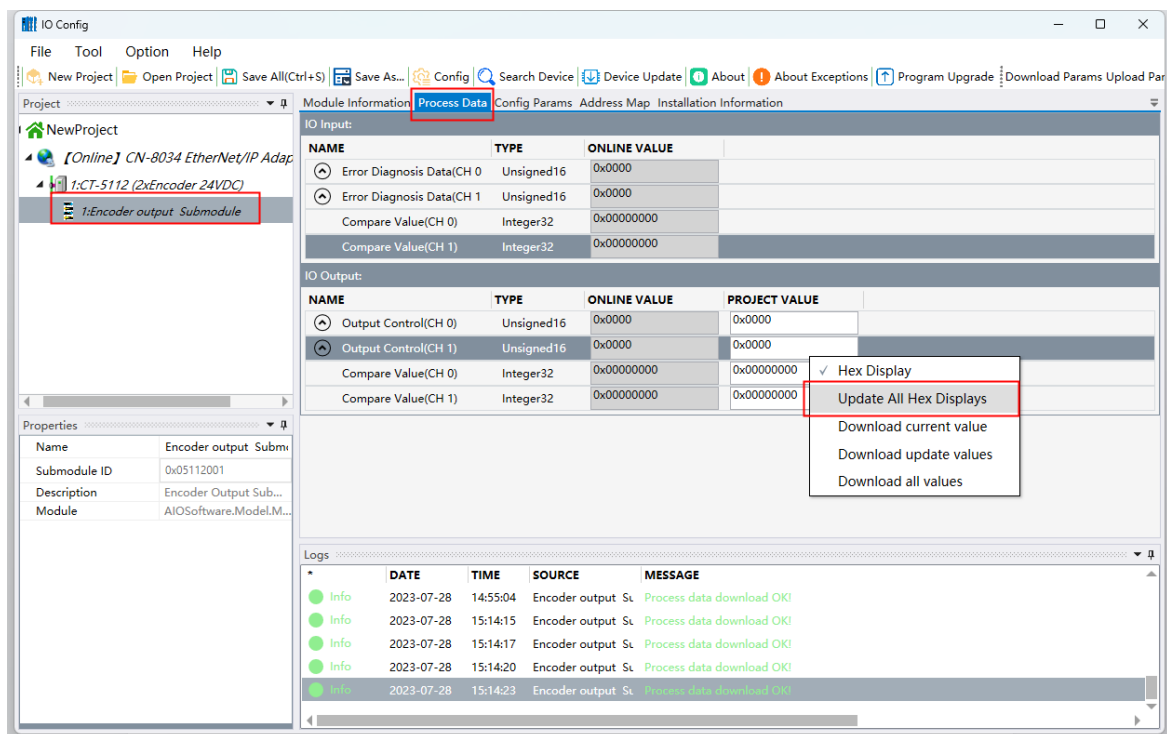 IO Config
File Tool Option Help
New Project Open Project Save All(Ctrl+S) Save As... Config Search Device Device Update About About Exceptions Program Upgrade Download Params Upload Par
Project
Module Information Process Data Config Params Address Map Installation Information
NewProject
【Online】CN-8034 EtherNet/IP Adap
1:CT-5112 (2xEncoder 24VDC)
1:Encoder output Submodule
IO Input:
NAME TYPE ONLINE VALUE
Error Diagnosis Data(CH 0 Unsigned16 0x0000
Error Diagnosis Data(CH 1 Unsigned16 0x0000
Compare Value(CH 0) Integer32 0x00000000
Compare Value(CH 1) Integer32 0x00000000
IO Output:
NAME TYPE ONLINE VALUE PROJECT VALUE
Output Control(CH 0) Unsigned16 0x0000 0x0000
Output Control(CH 1) Unsigned16 0x0000 0x0000
Compare Value(CH 0) Integer32 0x00000000 0x00000000
Compare Value(CH 1) Integer32 0x00000000 0x00000000
✓ Hex Display
Update All Hex Displays
Download current value
Download update values
Download all values
Properties
Name Encoder output Subm
Submodule ID 0x05112001
Description Encoder Output Sub...
Module AIOSoftware.Model.M...
Logs
* DATE TIME SOURCE MESSAGE
Info 2023-07-28 14:55:04 Encoder output Su Process data download OK!
Info 2023-07-28 15:14:15 Encoder output Su Process data download OK!
Info 2023-07-28 15:14:17 Encoder output Su Process data download OK!
Info 2023-07-28 15:14:20 Encoder output Su Process data download OK!
Info 2023-07-28 15:14:23 Encoder output Su Process data download OK!